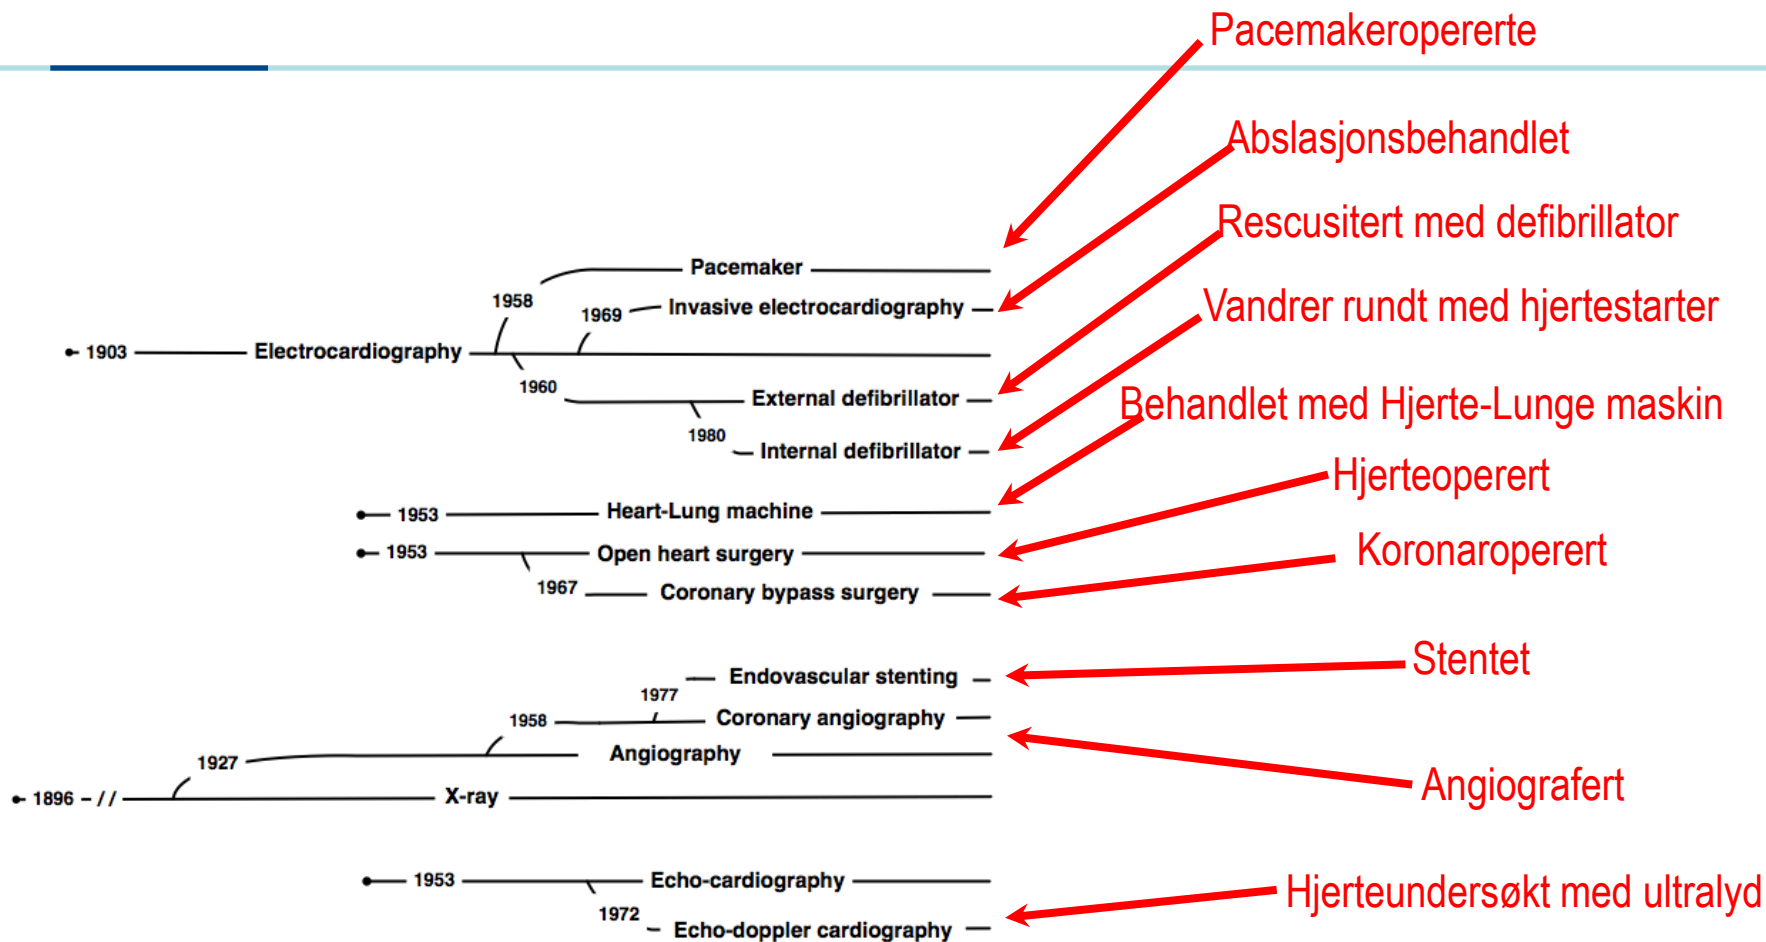 Pacemakeropererte
Abslasjonsbehandlet
Rescusitert med defibrillator
Pacemaker
1958
Vandrer rundt med hjertestarter
1969
Invasive electrocardiography
1903
Electrocardiography
1960
External defibrillator
Behandlet med Hjerte-Lunge maskin
1980
Internal defibrillator
Hjerteoperert
1953
Heart-Lung machine
1953
Open heart surgery
Koronaroperert
1967
Coronary bypass surgery
Stentet
Endovascular stenting
1977
1958
Coronary angiography
1927
Angiography
Angiografert
1896 – //
X-ray
1953
Echo-cardiography
Hjerteundersøkt med ultralyd
1972
Echo-doppler cardiography